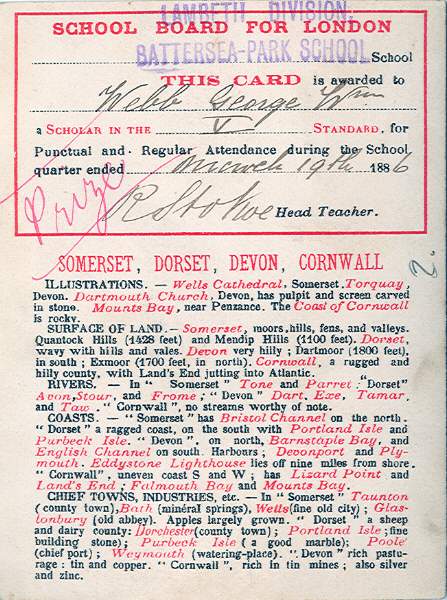 LAMBETH DIVISION.
SCHOOL BOARD FOR LONDON
BATTERSEA-PARK SCHOOL School
THIS CARD is awarded to
Webb George Wm
a SCHOLAR IN THE V STANDARD, for
Punctual and Regular Attendance during the School
quarter ended March 19th 1886
Prize
R Stokoe Head Teacher.
2.
SOMERSET, DORSET, DEVON, CORNWALL
ILLUSTRATIONS. — Wells Cathedral, Somerset. Torquay,
Devon. Dartmouth Church, Devon, has pulpit and screen carved
in stone. Mounts Bay, near Penzance. The Coast of Cornwall
is rocky.
SURFACE OF LAND.— Somerset, moors, hills, fens, and valleys.
Quantock Hills (1428 feet) and Mendip Hills (1100 feet). Dorset,
wavy with hills and vales. Devon very hilly; Dartmoor (1800 feet),
in south; Exmoor (1700 feet, in north). Cornwall, a rugged and
hilly county, with Land's End jutting into Atlantic.
RIVERS. — In "Somerset" Tone and Parret: Dorset"
Avon, Stour, and Frome; "Devon" Dart, Exe, Tamar,
and Taw. "Cornwall", no streams worthy of note.
COASTS. — "Somerset" has Bristol Channel on the north.
"Dorset" a ragged coast, on the south with Portland Isle and
Purbeck Isle. "Devon", on north, Barnstaple Bay, and
English Channel on south. Harbours; Devonport and Ply-
mouth. Eddystone Lighthouse lies off nine miles from shore.
"Cornwall", uneven coast S and W; has Lizard Point and
Land's End; Falmouth Bay and Mounts Bay.
CHIEF TOWNS, INDUSTRIES, etc. — In "Somerset" Taunton
(county town), Bath (minéral springs), Wells (fine old city); Glas-
tonbury (old abbey). Apples largely grown. "Dorset" a sheep
and dairy county: Dorchester (county town); Portland Isle; fine
building stone; Purbeck Isle (a good marble); Poole
(chief port); Weymouth (watering-place). "Devon" rich pastu-
rage: tin and copper. "Cornwall", rich in tin mines; also silver
and zinc.